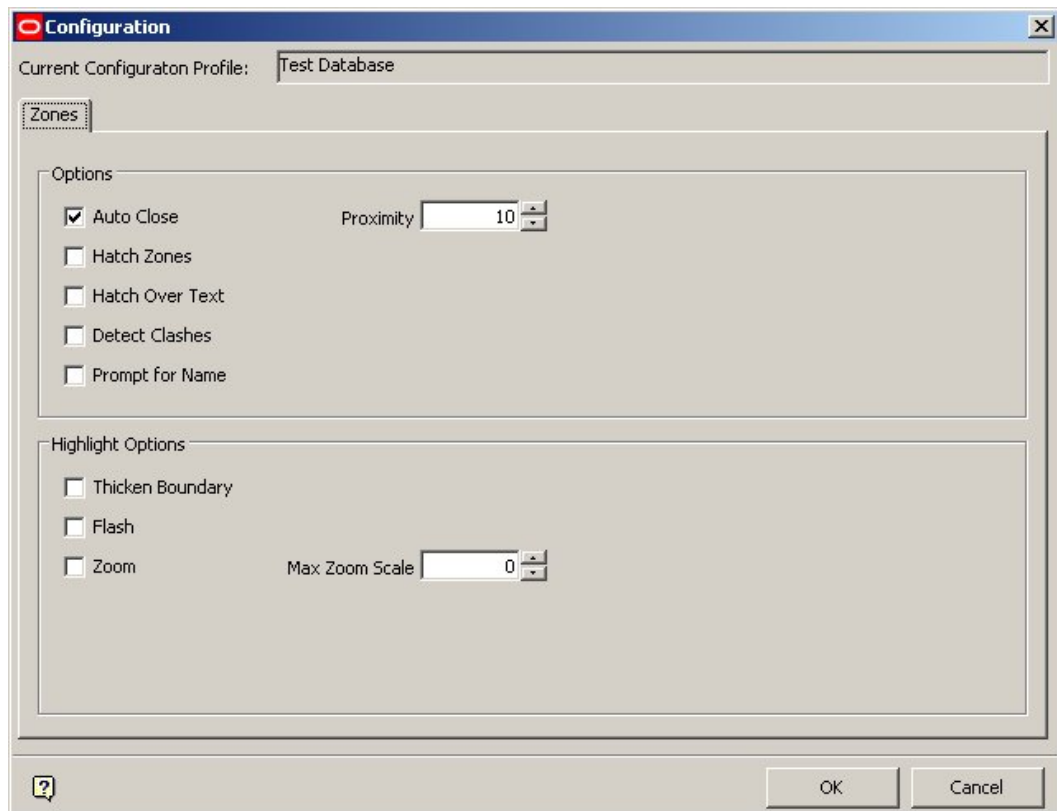 Configuration
Current Configuraton Profile: Test Database
Zones
Options
Auto Close Proximity 10
Hatch Zones
Hatch Over Text
Detect Clashes
Prompt for Name
Highlight Options
Thicken Boundary
Flash
Zoom Max Zoom Scale 0
?
OK Cancel